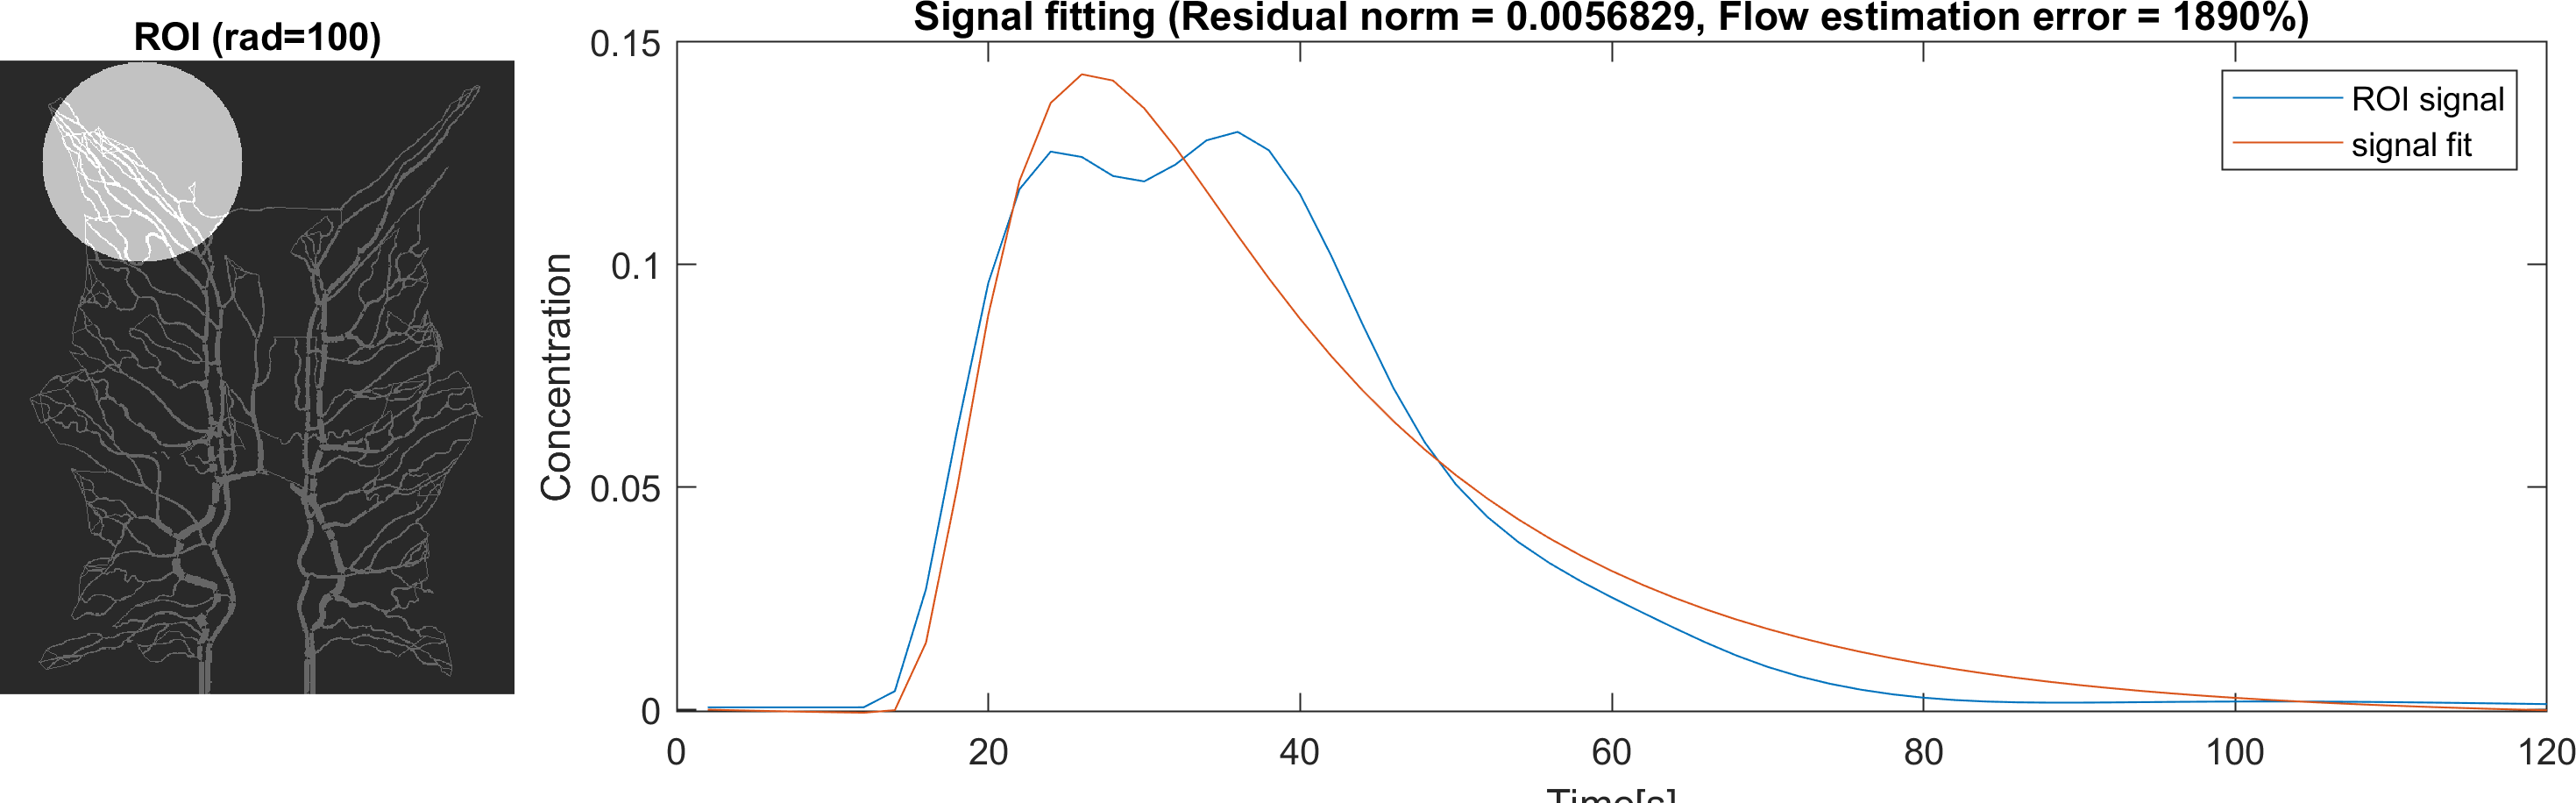 ROI (rad=100)
Signal fitting (Residual norm = 0.0056829, Flow estimation error = 1890%)
0.15
0.1
0.05
0
Concentration
ROI signal
signal fit
0 20 40 60 80 100 120
Time[s]